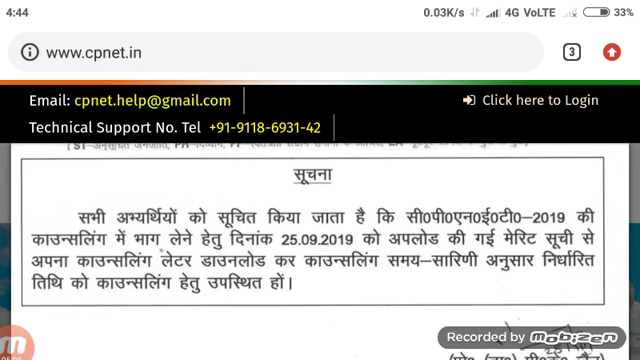 4:44 0.03K/s 4G VoLTE 33%
www.cpnet.in 3
Email: cpnet.help@gmail.com Click here to Login
Technical Support No. Tel +91-9118-6931-42
सूचना
सभी अभ्यर्थियों को सूचित किया जाता है कि सी0पी0एन0ई0टी0-2019 की
काउन्सलिंग में भाग लेने हेतु दिनांक 25.09.2019 को अपलोड की गई मेरिट सूची से
अपना काउन्सलिंग लेटर डाउनलोड कर काउन्सलिंग समय–सारिणी अनुसार निर्धारित
तिथि को काउन्सलिंग हेतु उपस्थित हों।
Recorded by MOBIZEN